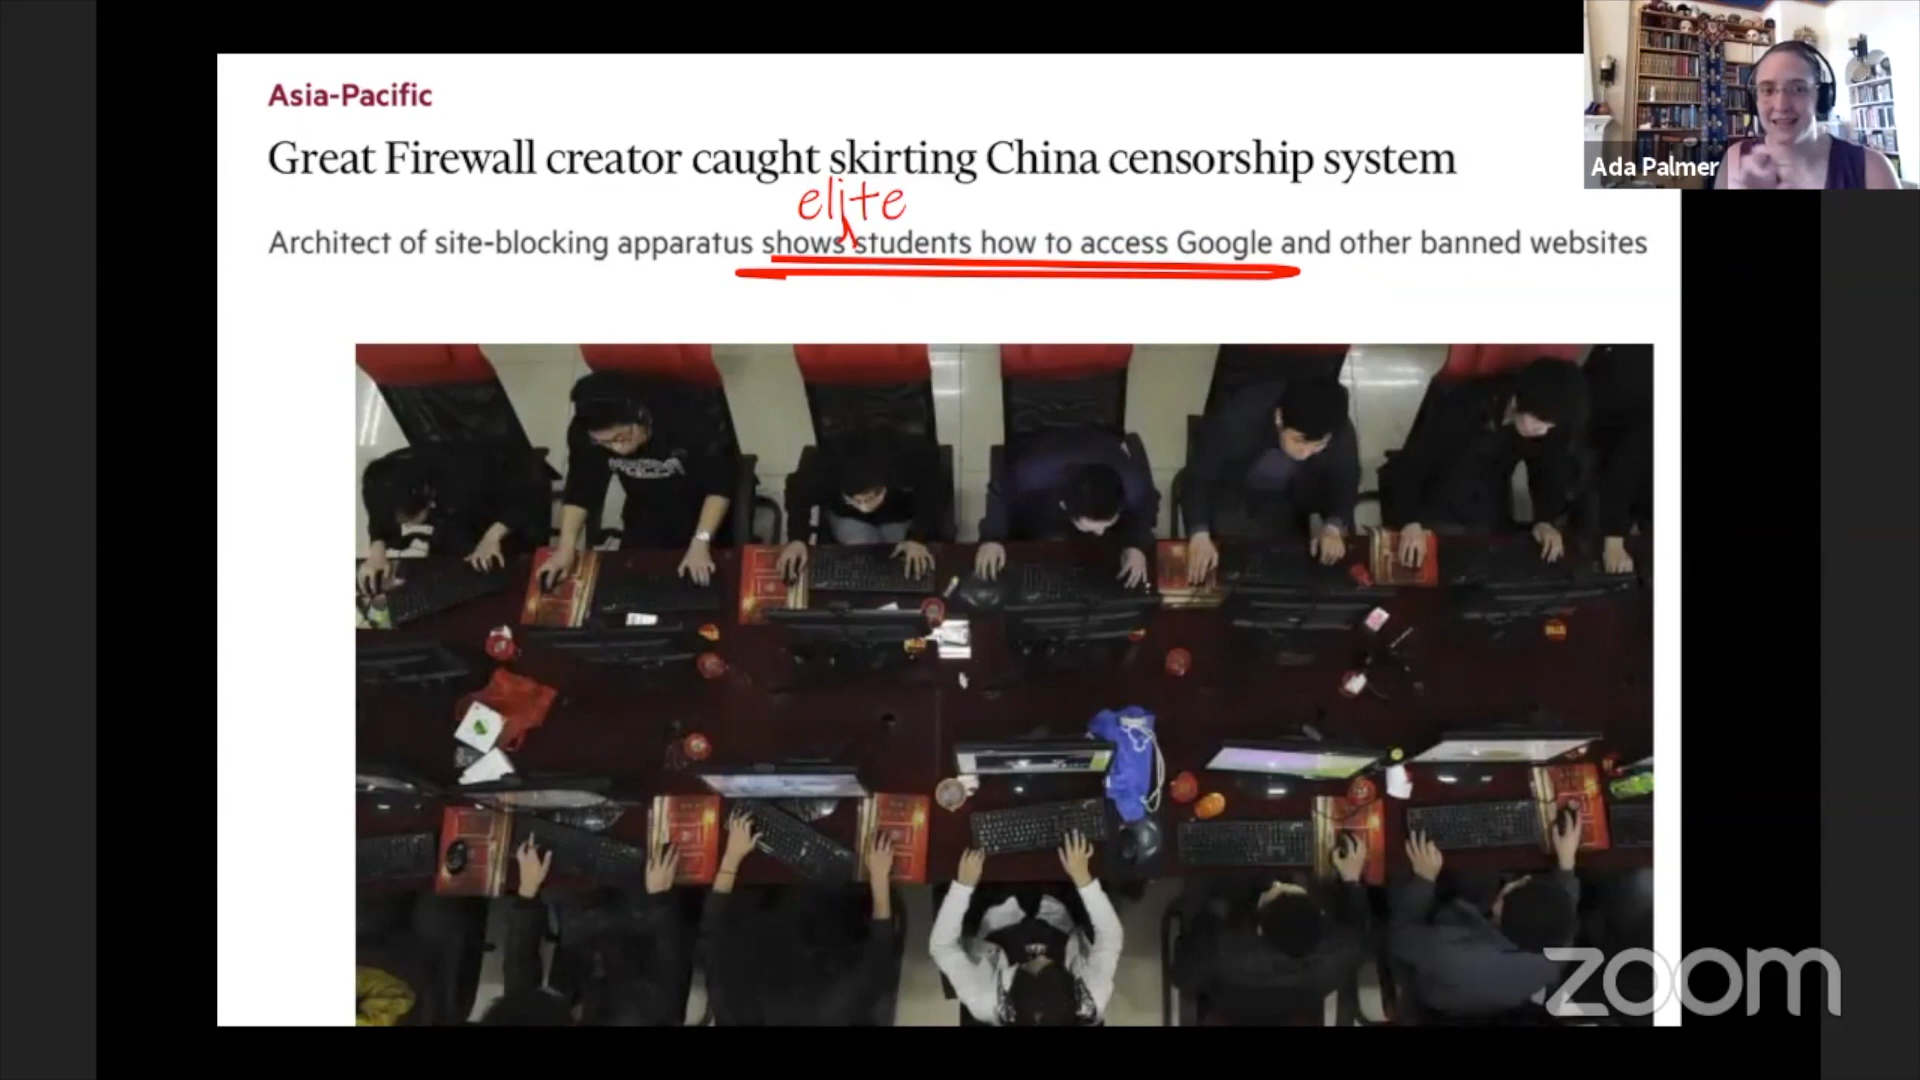 Asia-Pacific
Great Firewall creator caught skirting China censorship system
elite
Architect of site-blocking apparatus shows students how to access Google and other banned websites
Ada Palmer
zoom